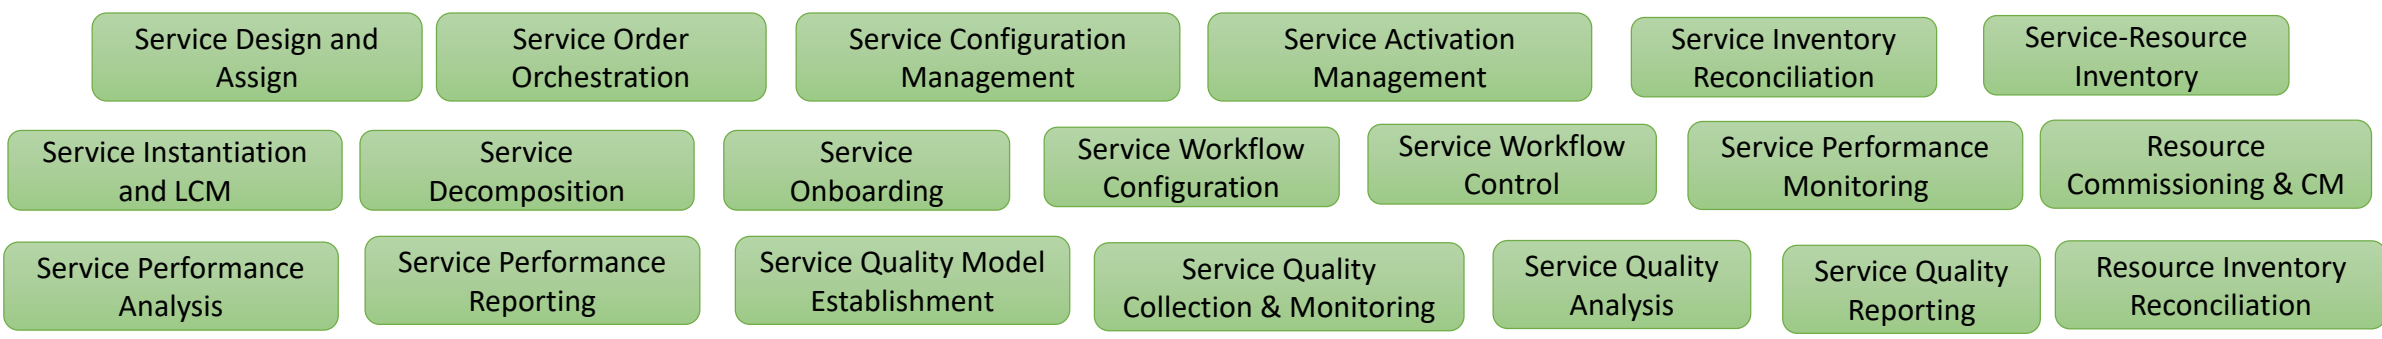 Service Design and
Assign
Service Order
Orchestration
Service Configuration
Management
Service Activation
Management
Service Inventory
Reconciliation
Service-Resource
Inventory
Service Instantiation
and LCM
Service
Decomposition
Service
Onboarding
Service Workflow
Configuration
Service Workflow
Control
Service Performance
Monitoring
Resource
Commissioning & CM
Service Performance
Analysis
Service Performance
Reporting
Service Quality Model
Establishment
Service Quality
Collection & Monitoring
Service Quality
Analysis
Service Quality
Reporting
Resource Inventory
Reconciliation